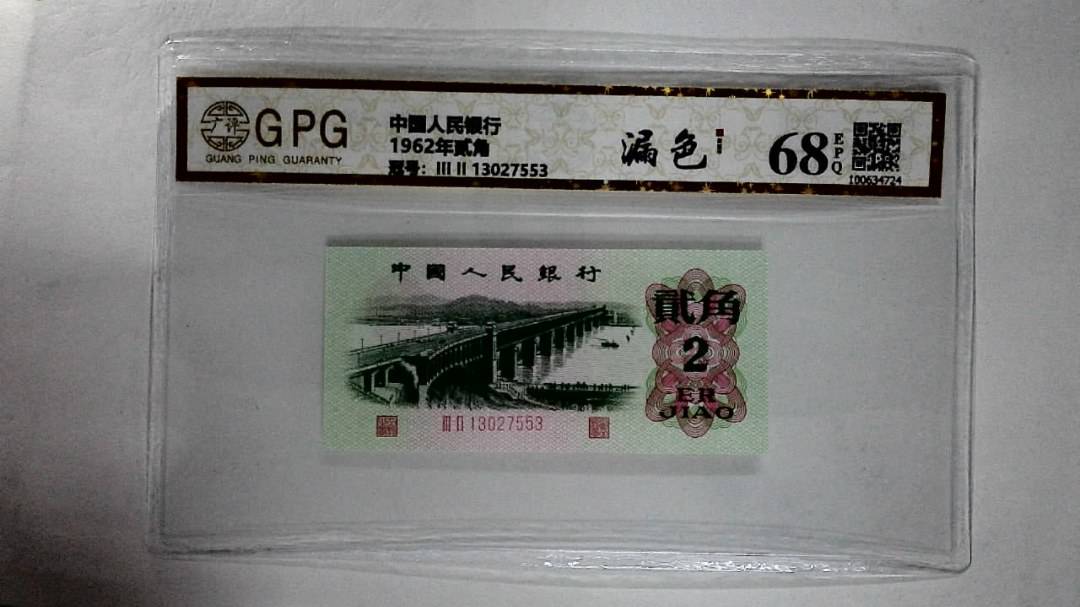 广评
GPG
GUANG PING GUARANTY
中国人民银行
1962年贰角
冠号: III II 13027553
漏色
68
EPQ
100634724
中國人民銀行
貳角
2
ER
JIAO
III II 13027553